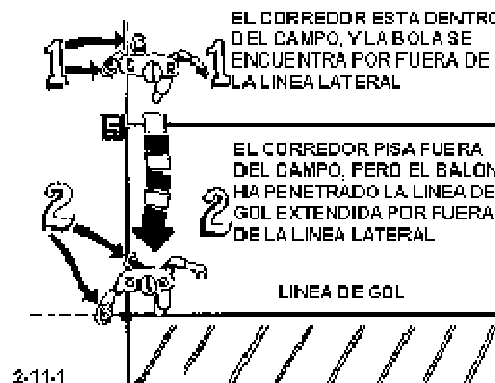 EL CORREDOR ESTA DENTRO
DEL CAMPO, Y LA BOLA SE
ENCUENTRA POR FUERA DE
LA LINEA LATERAL
1
1
5
EL CORREDOR PISA FUERA
DEL CAMPO, PERO EL BALON
HA PENETRADO LA LINEA DE
GOL EXTENDIDA POR FUERA
DE LA LINEA LATERAL
2
2
LINEA DE GOL
2-11-1